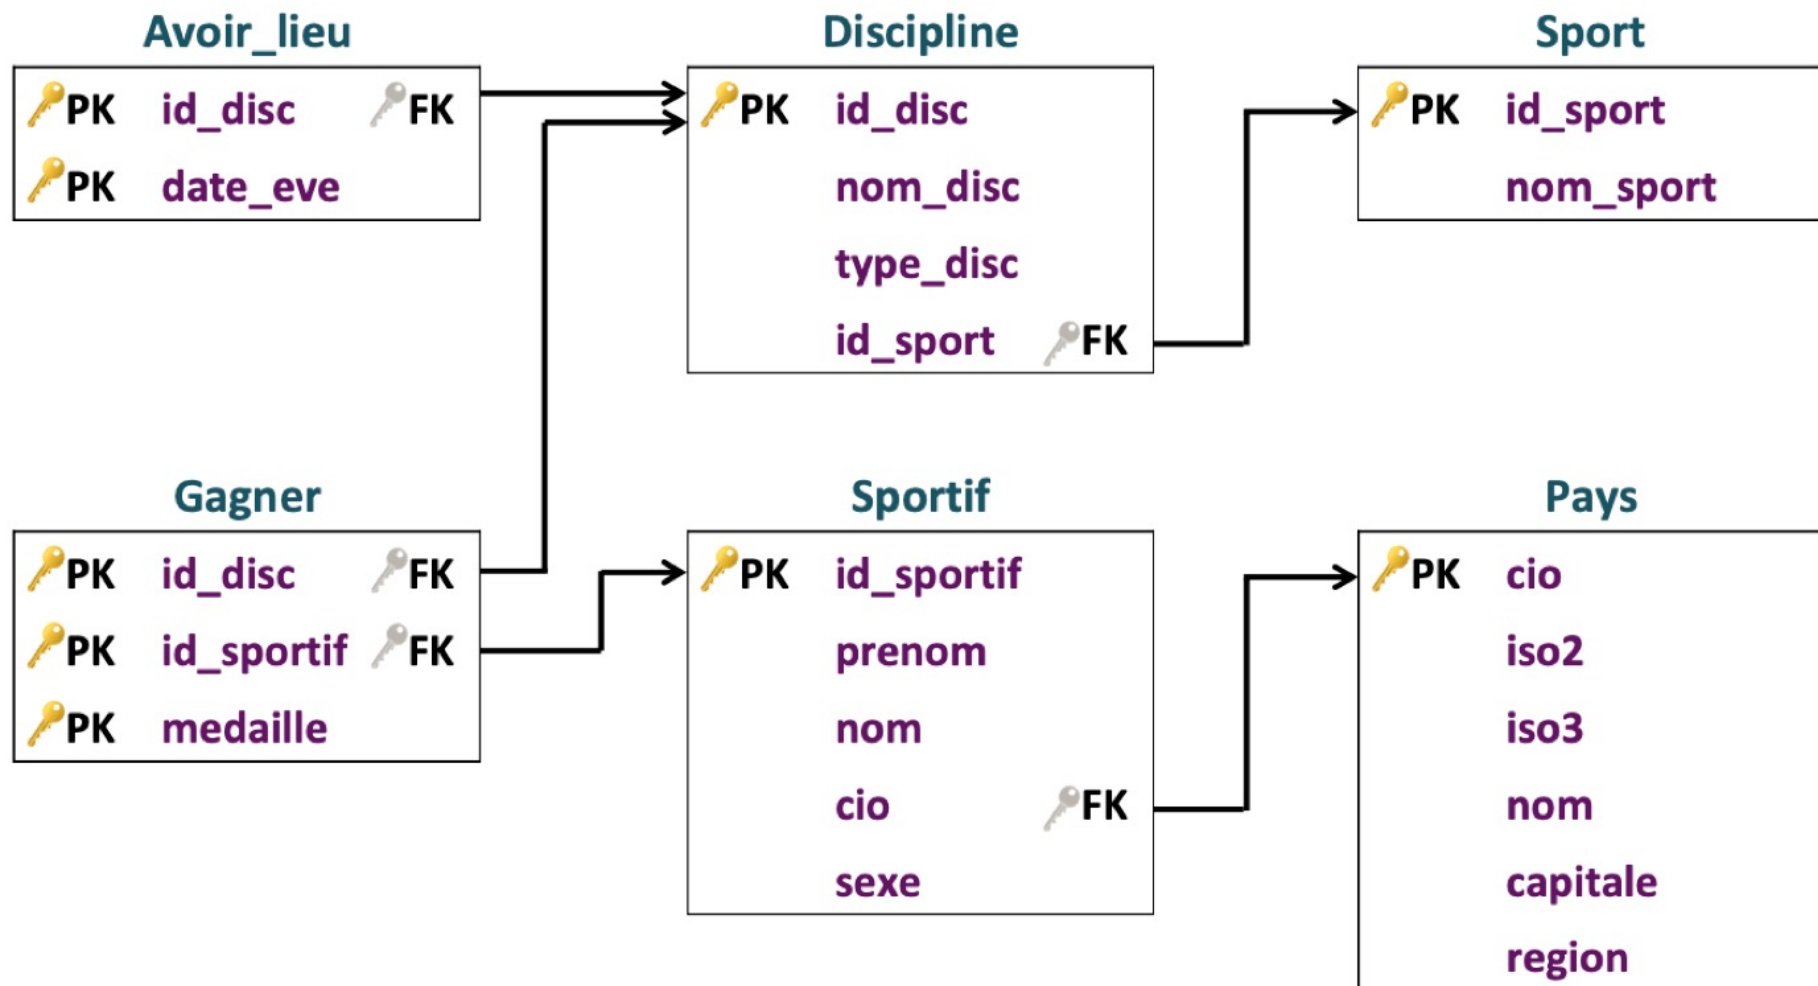 Avoir_lieu
PK id_disc FK
PK date_eve
Discipline
PK id_disc
nom_disc
type_disc
id_sport FK
Sport
PK id_sport
nom_sport
Gagner
PK id_disc FK
PK id_sportif FK
PK medaille
Sportif
PK id_sportif
prenom
nom
cio FK
sexe
Pays
PK cio
iso2
iso3
nom
capitale
region